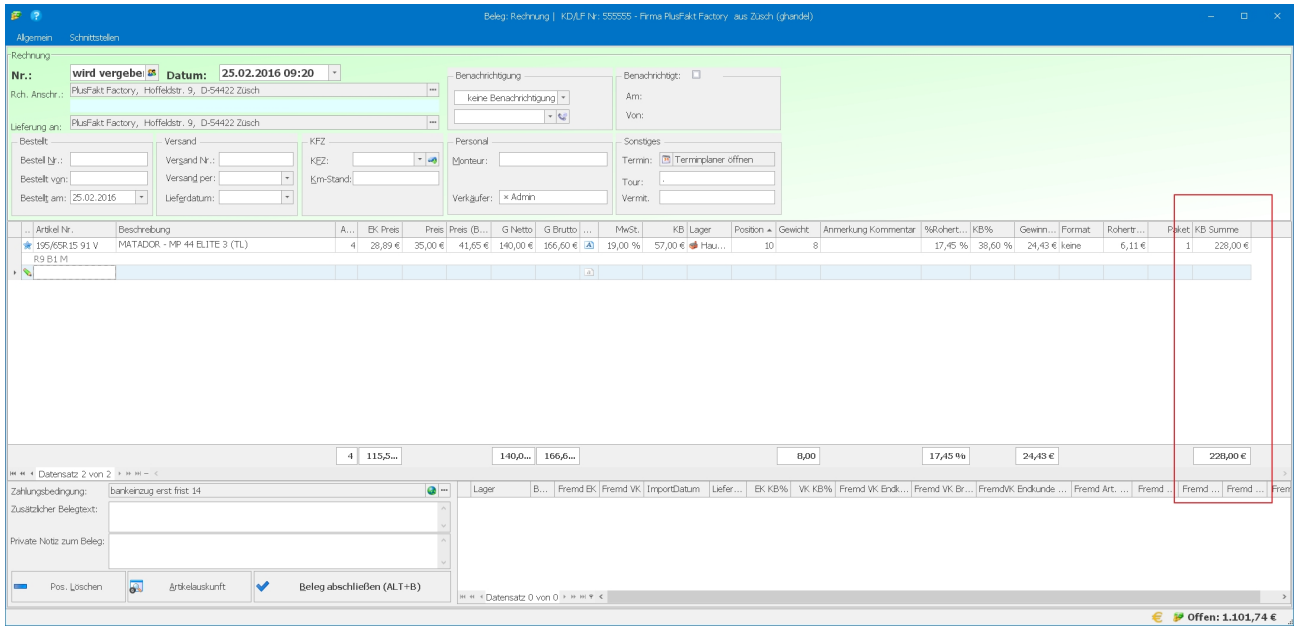 Beleg: Rechnung | KD/LF Nr: 555555 - Firma PlusFakt Factory aus Züsch (ghandel)
Allgemein Schnittstellen
Rechnung
Nr.: wird vergebe Datum: 25.02.2016 09:20
Rch. Anschr.: PlusFakt Factory, Hoffeldstr. 9, D-54422 Züsch
Lieferung an: PlusFakt Factory, Hoffeldstr. 9, D-54422 Züsch
Benachrichtigung
keine Benachrichtigung
Benachrichtigt:
Am:
Von:
Bestellt
Bestell Nr.:
Bestellt von:
Bestellt am: 25.02.2016
Versand
Versand Nr.:
Versand per:
Lieferdatum:
KFZ
KFZ:
Km-Stand:
Personal
Monteur:
Verkäufer: × Admin
Sonstiges
Termin: Terminplaner öffnen
Tour: .
Vermit.
... Artikel Nr. Beschreibung A... EK Preis Preis Preis (B... G Netto G Brutto ... MwSt. KB Lager Position Gewicht Anmerkung Kommentar %Rohert... KB% Gewinn... Format Rohertr... Paket KB Summe
195/65R15 91 V MATADOR - MP 44 ELITE 3 (TL) 4 28,89 € 35,00 € 41,65 € 140,00 € 166,60 € A 19,00 % 57,00 € Hau... 10 8 17,45 % 38,60 % 24,43 € keine 6,11 € 1 228,00 €
R9 B1 M
4 115,5... 140,0... 166,6... 8,00 17,45 % 24,43 € 228,00 €
Datensatz 2 von 2
Zahlungsbedingung: bankeinzug erst frist 14
Zusätzlicher Belegtext:
Private Notiz zum Beleg:
Lager B... Fremd EK Fremd VK ImportDatum Liefer... EK KB% VK KB% Fremd VK Endk... Fremd VK Br... FremdVK Endkunde ... Fremd Art. ... Fremd ... Fremd ... Fremd ... Frem
Pos. Löschen Artikelauskunft Beleg abschließen (ALT+B)
Datensatz 0 von 0
Offen: 1.101,74 €